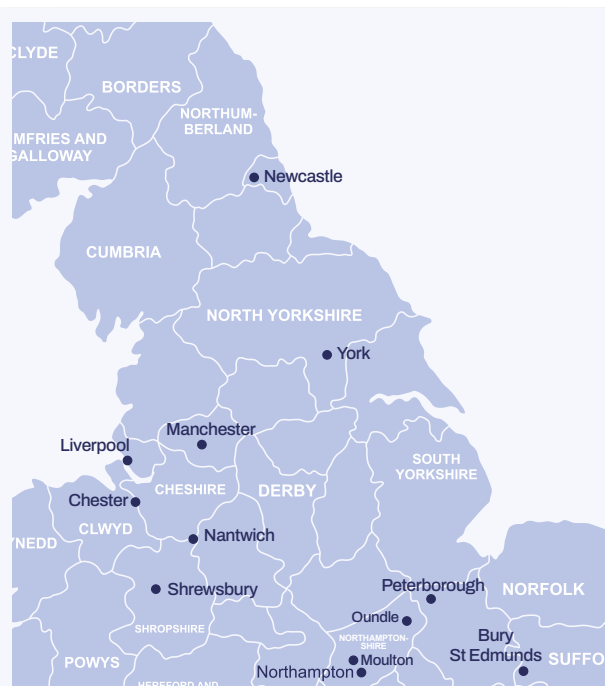 CLYDE
BORDERS
NORTHUM-
BERLAND
MFRIES AND
GALLOWAY
Newcastle
CUMBRIA
NORTH YORKSHIRE
York
Manchester
Liverpool
SOUTH
YORKSHIRE
CHESHIRE
DERBY
Chester
CLWYD
Nantwich
YNEDD
Shrewsbury
Peterborough
NORFOLK
Oundle
SHROPSHIRE
NORTHAMPTON-
SHIRE
Bury
St Edmunds
SUFFO
POWYS
Moulton
Northampton
HEREFORD AND